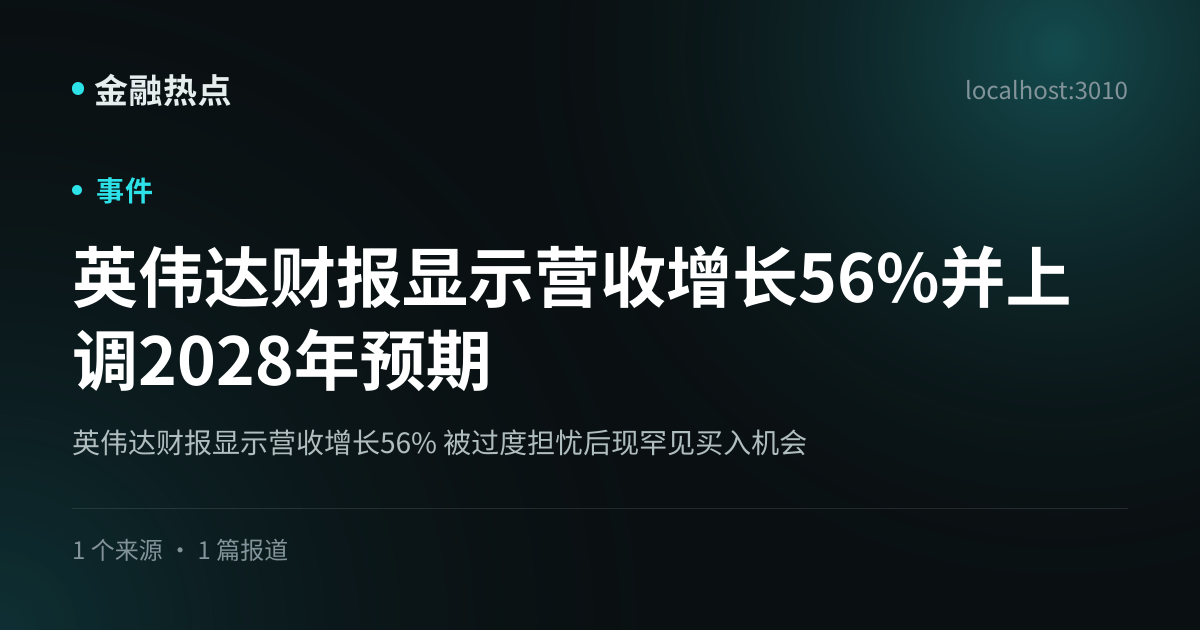 金融热点
localhost:3010
事件
英伟达财报显示营收增长56%并上
调2028年预期
英伟达财报显示营收增长56% 被过度担忧后现罕见买入机会
1 个来源 · 1 篇报道